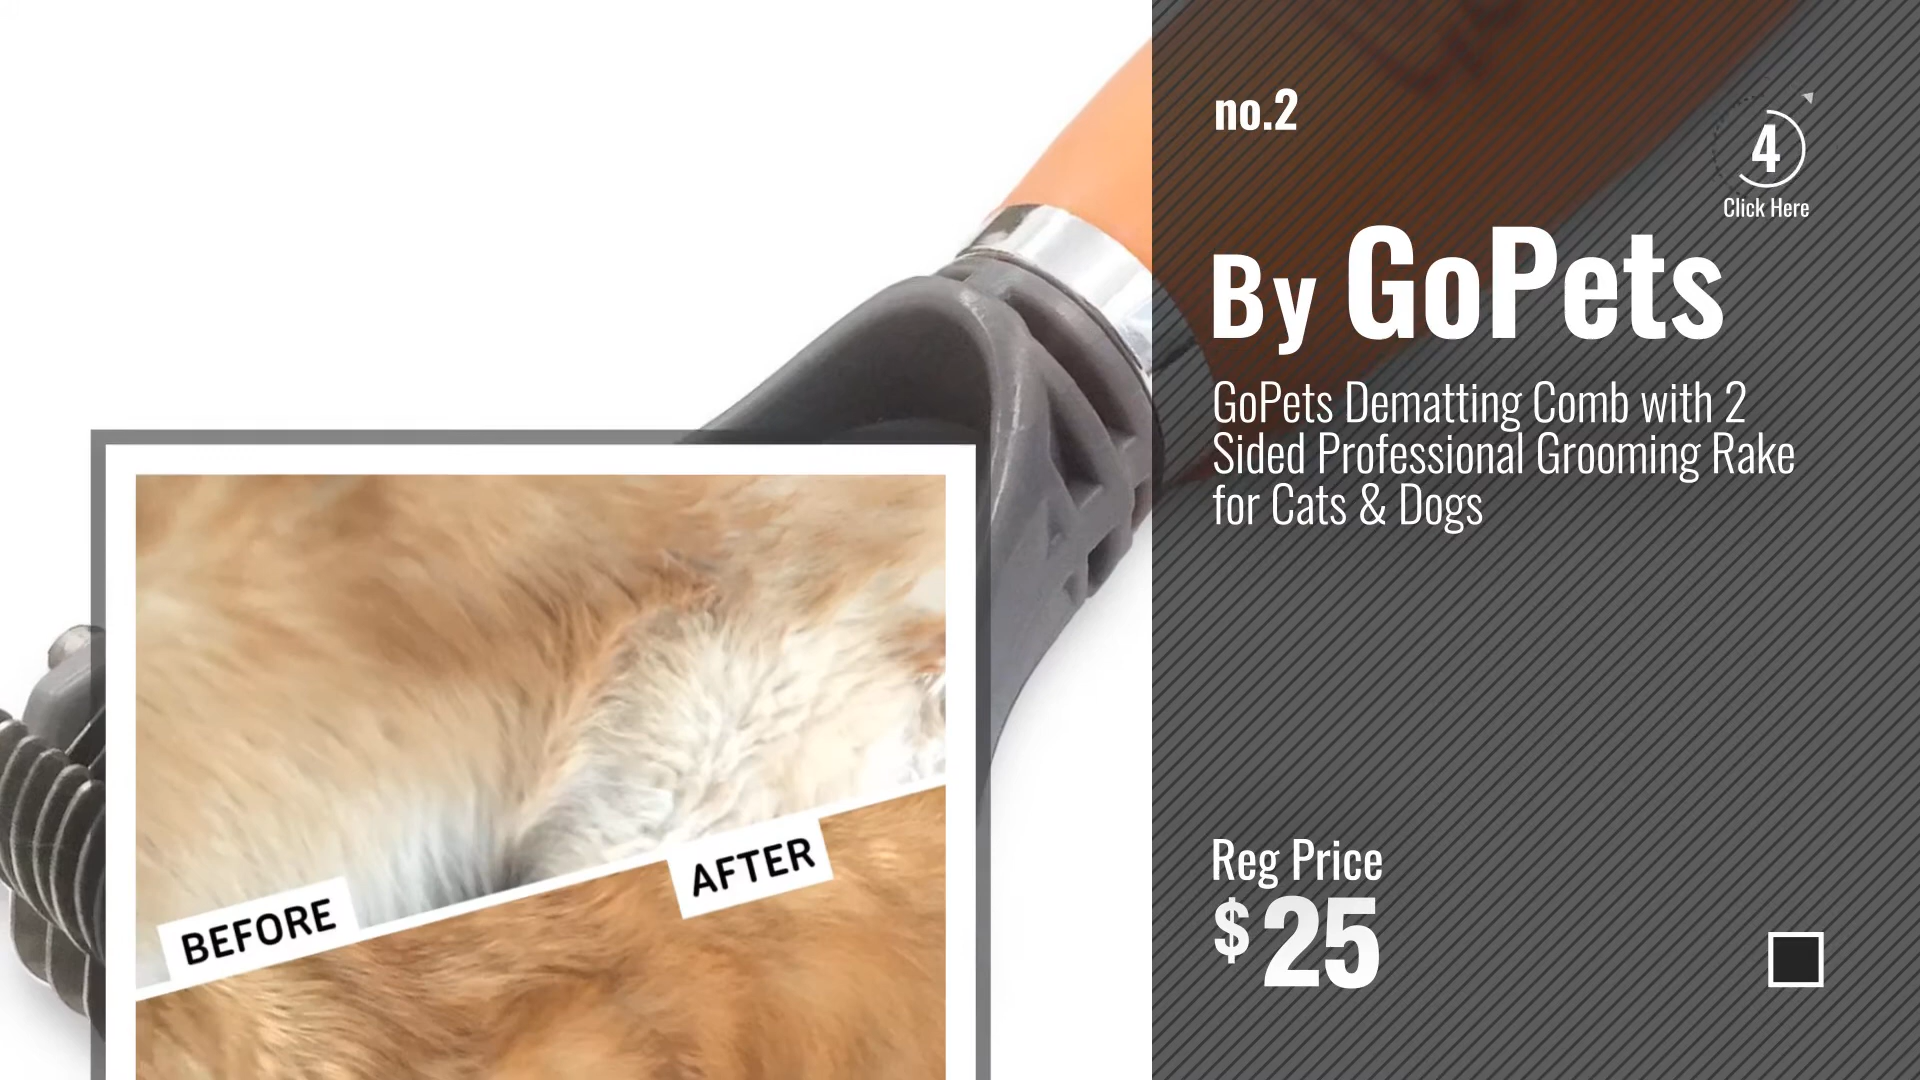 no.2
4
Click Here
By GoPets
GoPets Dematting Comb with 2
Sided Professional Grooming Rake
for Cats & Dogs
BEFORE
AFTER
Reg Price
$25